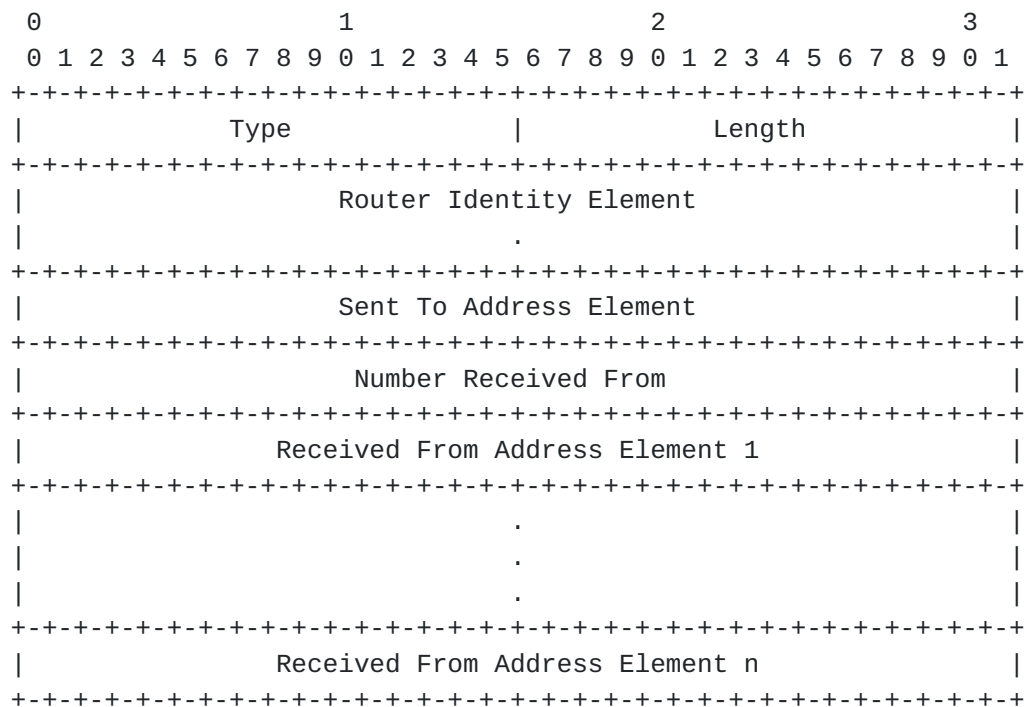 0                   1                   2                   3
 0 1 2 3 4 5 6 7 8 9 0 1 2 3 4 5 6 7 8 9 0 1 2 3 4 5 6 7 8 9 0 1
+-+-+-+-+-+-+-+-+-+-+-+-+-+-+-+-+-+-+-+-+-+-+-+-+-+-+-+-+-+-+-+-+
|             Type              |            Length             |
+-+-+-+-+-+-+-+-+-+-+-+-+-+-+-+-+-+-+-+-+-+-+-+-+-+-+-+-+-+-+-+-+
|                    Router Identity Element                    |
|                               .                               |
+-+-+-+-+-+-+-+-+-+-+-+-+-+-+-+-+-+-+-+-+-+-+-+-+-+-+-+-+-+-+-+-+
|                    Sent To Address Element                    |
+-+-+-+-+-+-+-+-+-+-+-+-+-+-+-+-+-+-+-+-+-+-+-+-+-+-+-+-+-+-+-+-+
|                     Number Received From                      |
+-+-+-+-+-+-+-+-+-+-+-+-+-+-+-+-+-+-+-+-+-+-+-+-+-+-+-+-+-+-+-+-+
|                Received From Address Element 1                |
+-+-+-+-+-+-+-+-+-+-+-+-+-+-+-+-+-+-+-+-+-+-+-+-+-+-+-+-+-+-+-+-+
|                               .                               |
|                               .                               |
|                               .                               |
+-+-+-+-+-+-+-+-+-+-+-+-+-+-+-+-+-+-+-+-+-+-+-+-+-+-+-+-+-+-+-+-+
|                Received From Address Element n                |
+-+-+-+-+-+-+-+-+-+-+-+-+-+-+-+-+-+-+-+-+-+-+-+-+-+-+-+-+-+-+-+-+